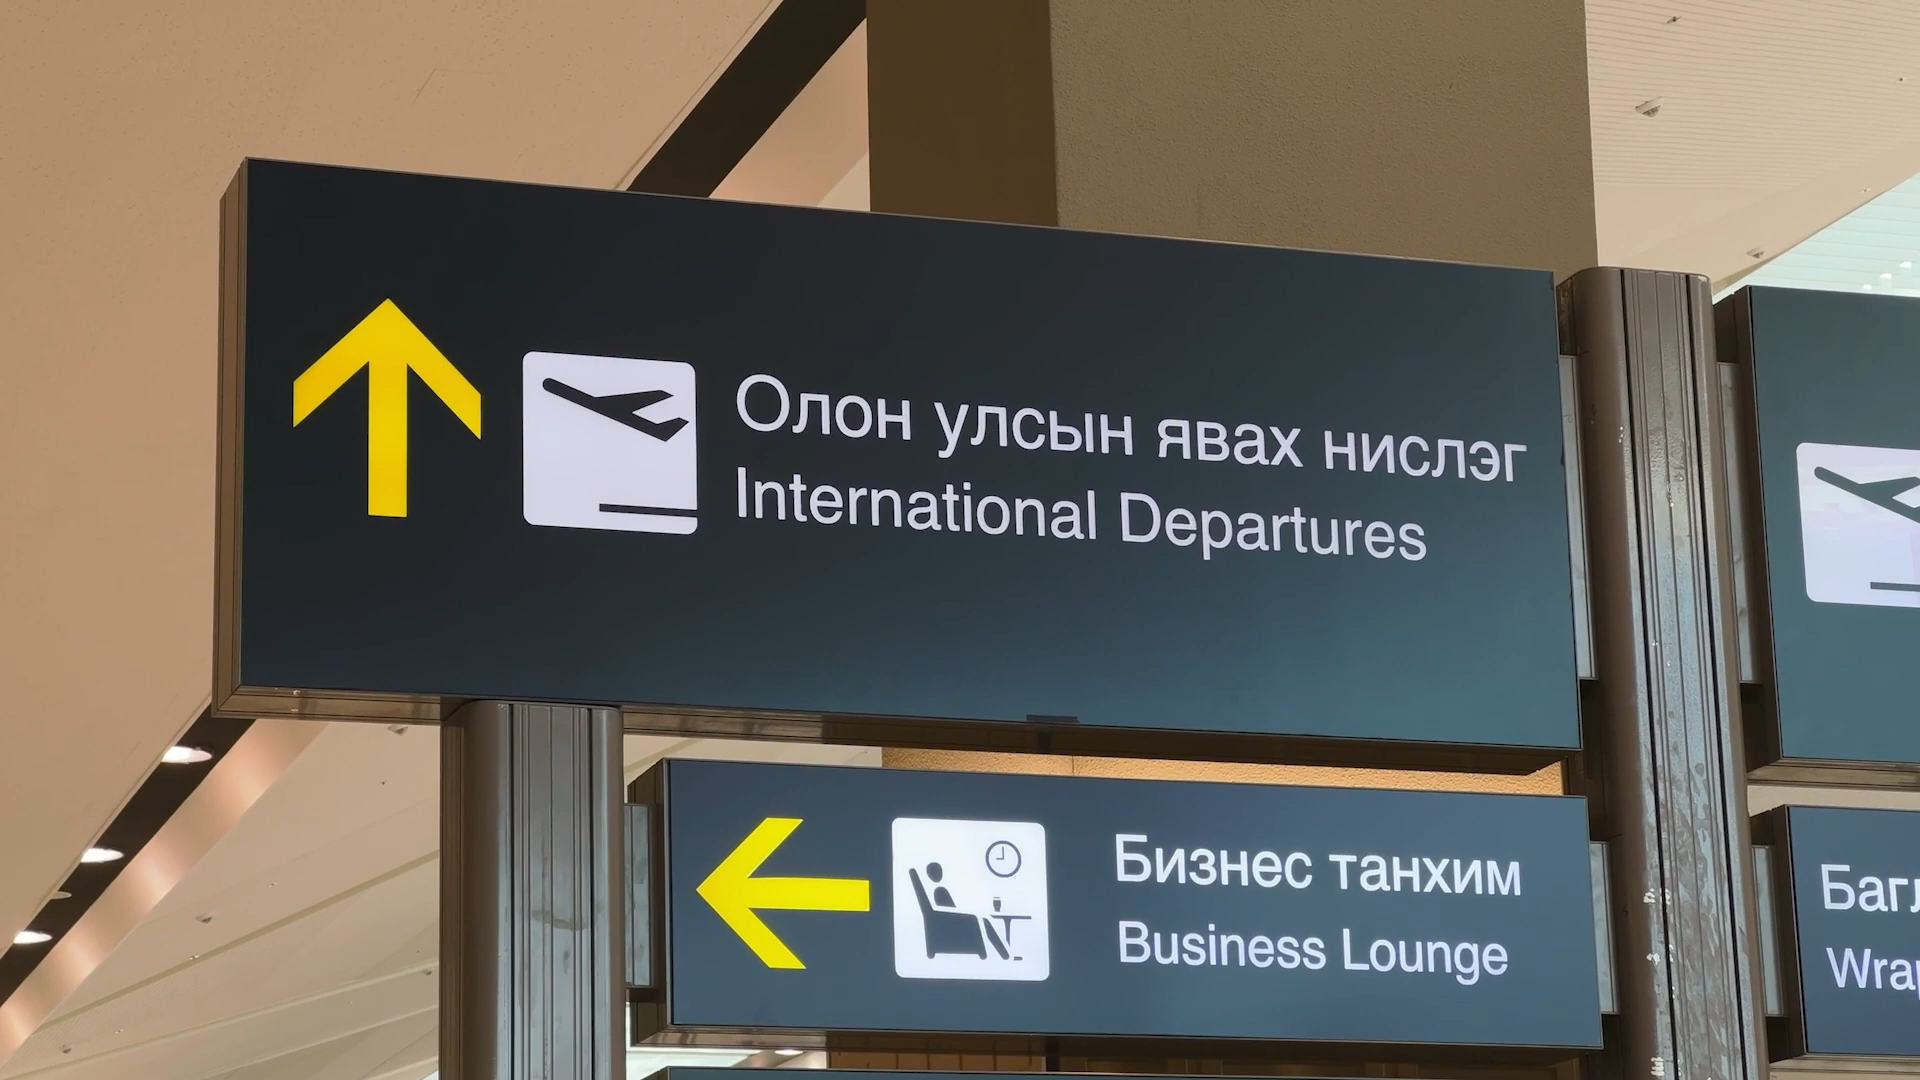 Олон улсын явах нислэг
International Departures
Бизнес танхим
Business Lounge